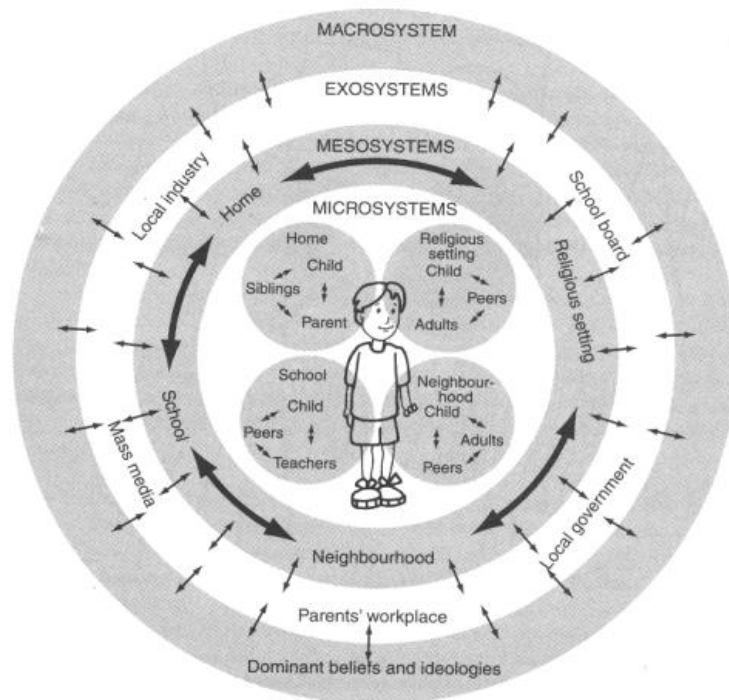 MACROSYSTEM
EXOSYSTEMS
MESOSYSTEMS
MICROSYSTEMS
Local industry
Home
School board
Religious setting
Home
Child
Siblings
Parent
Religious
setting
Child
Peers
Adults
School
Child
Peers
Teachers
Neighbour-
hood
Child
Adults
Peers
School
Mass media
Local government
Neighbourhood
Parents' workplace
Dominant beliefs and ideologies